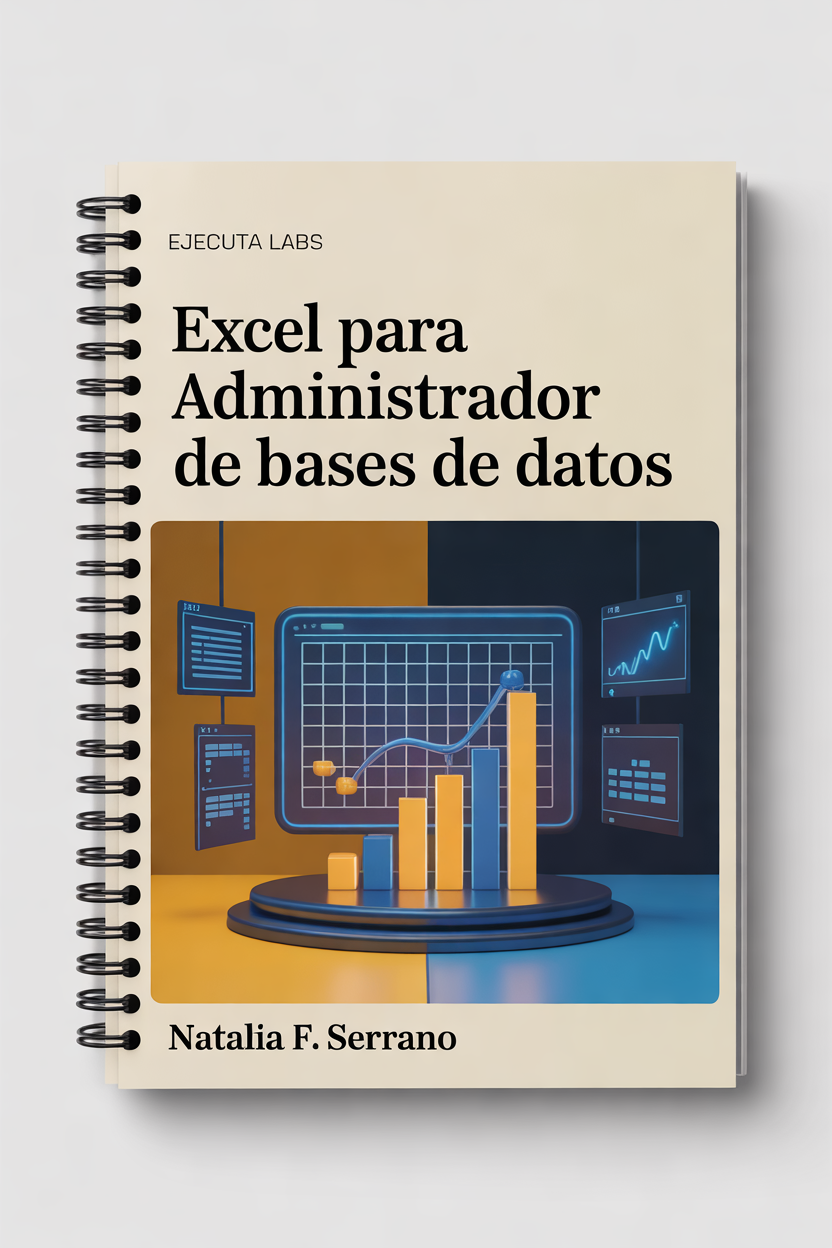 EJECUTA LABS
Excel para
Administrador
de bases de datos
Natalia F. Serrano